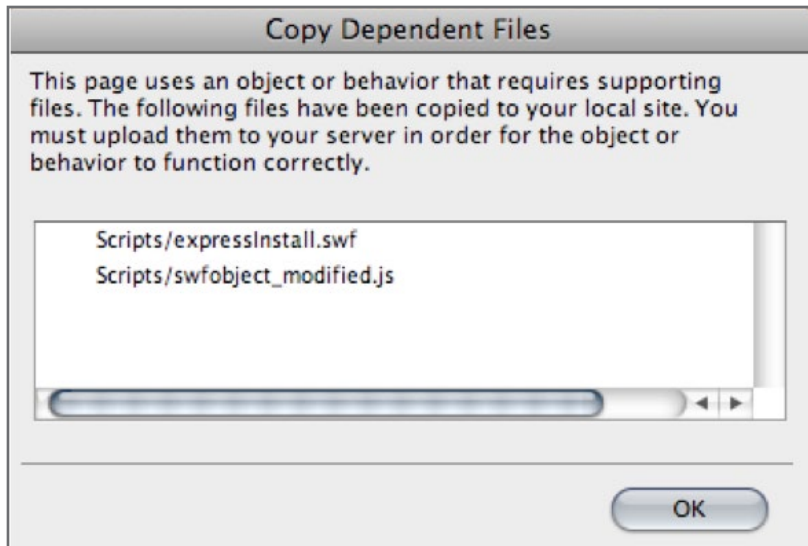 Copy Dependent Files
This page uses an object or behavior that requires supporting
files. The following files have been copied to your local site. You
must upload them to your server in order for the object or
behavior to function correctly.
Scripts/expressInstall.swf
Scripts/swfobject_modified.js
OK